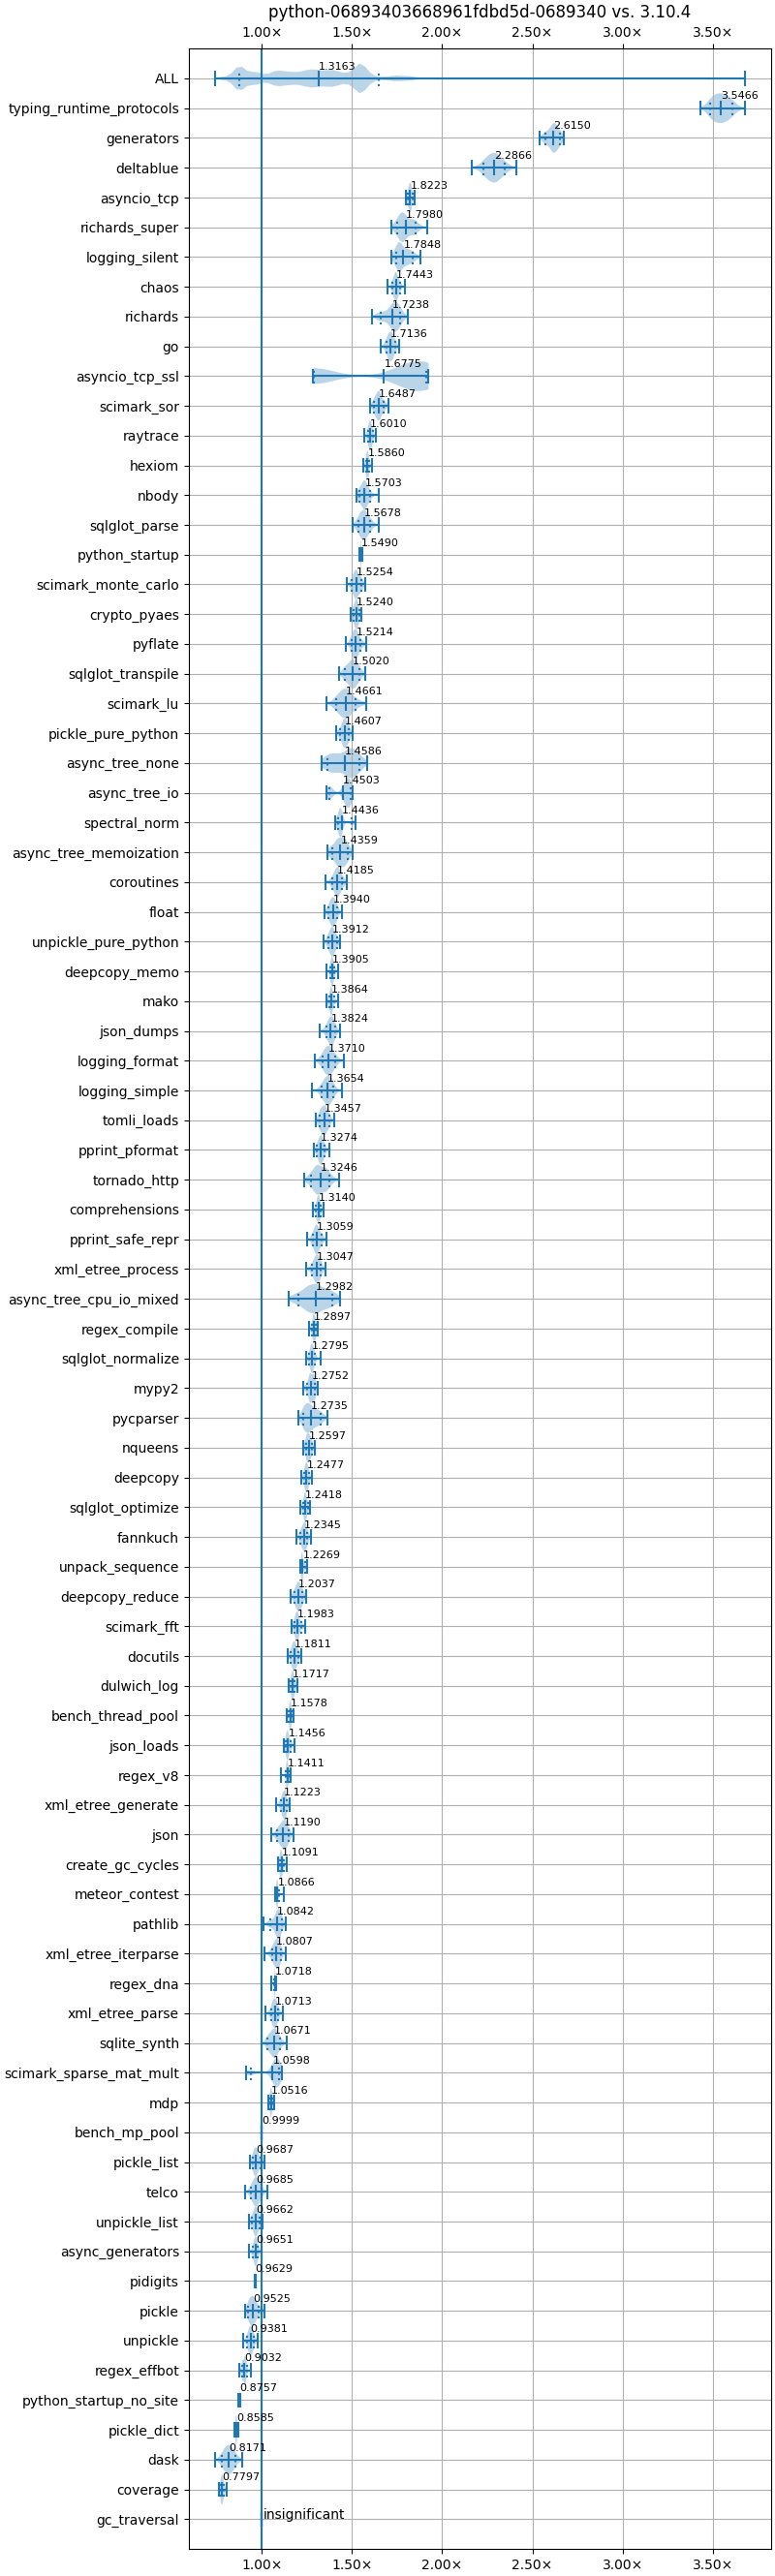 python-06893403668961fdbd5d-0689340 vs. 3.10.4
1.00× 1.50× 2.00× 2.50× 3.00× 3.50×
ALL 1.3163
typing_runtime_protocols 3.5466
generators 2.6150
deltablue 2.2866
asyncio_tcp 1.8223
richards_super 1.7980
logging_silent 1.7848
chaos 1.7443
richards 1.7238
go 1.7136
asyncio_tcp_ssl 1.6775
scimark_sor 1.6487
raytrace 1.6010
hexiom 1.5860
nbody 1.5703
sqlglot_parse 1.5678
python_startup 1.5490
scimark_monte_carlo 1.5254
crypto_pyaes 1.5240
pyflate 1.5214
sqlglot_transpile 1.5020
scimark_lu 1.4661
pickle_pure_python 1.4607
async_tree_none 1.4586
async_tree_io 1.4503
spectral_norm 1.4436
async_tree_memoization 1.4359
coroutines 1.4185
float 1.3940
unpickle_pure_python 1.3912
deepcopy_memo 1.3905
mako 1.3864
json_dumps 1.3824
logging_format 1.3710
logging_simple 1.3654
tomli_loads 1.3457
pprint_pformat 1.3274
tornado_http 1.3246
comprehensions 1.3140
pprint_safe_repr 1.3059
xml_etree_process 1.3047
async_tree_cpu_io_mixed 1.2982
regex_compile 1.2897
sqlglot_normalize 1.2795
mypy2 1.2752
pycparser 1.2735
nqueens 1.2597
deepcopy 1.2477
sqlglot_optimize 1.2418
fannkuch 1.2345
unpack_sequence 1.2269
deepcopy_reduce 1.2037
scimark_fft 1.1983
docutils 1.1811
dulwich_log 1.1717
bench_thread_pool 1.1578
json_loads 1.1456
regex_v8 1.1411
xml_etree_generate 1.1223
json 1.1190
create_gc_cycles 1.1091
meteor_contest 1.0866
pathlib 1.0842
xml_etree_iterparse 1.0807
regex_dna 1.0718
xml_etree_parse 1.0713
sqlite_synth 1.0671
scimark_sparse_mat_mult 1.0598
mdp 1.0516
bench_mp_pool 0.9999
pickle_list 0.9687
telco 0.9685
unpickle_list 0.9662
async_generators 0.9651
pidigits 0.9629
pickle 0.9525
unpickle 0.9381
regex_effbot 0.9032
python_startup_no_site 0.8757
pickle_dict 0.8585
dask 0.8171
coverage 0.7797
gc_traversal insignificant
1.00× 1.50× 2.00× 2.50× 3.00× 3.50×